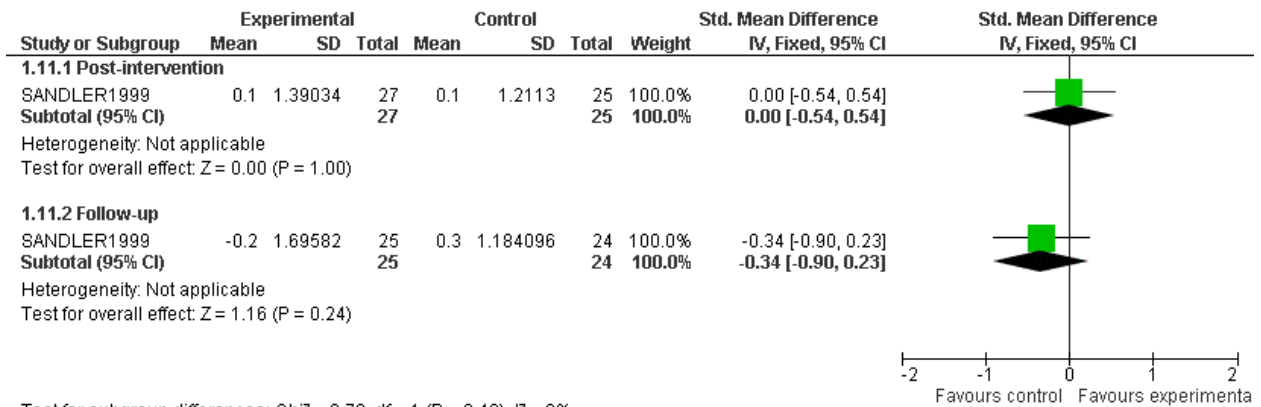 Experimental Control Std. Mean Difference Std. Mean Difference
Study or Subgroup Mean SD Total Mean SD Total Weight IV, Fixed, 95% CI IV, Fixed, 95% CI
1.11.1 Post-intervention
SANDLER1999 0.1 1.39034 27 0.1 1.2113 25 100.0% 0.00 [-0.54, 0.54]
Subtotal (95% CI) 27 25 100.0% 0.00 [-0.54, 0.54]
Heterogeneity: Not applicable
Test for overall effect: Z = 0.00 (P = 1.00)
1.11.2 Follow-up
SANDLER1999 -0.2 1.69582 25 0.3 1.184096 24 100.0% -0.34 [-0.90, 0.23]
Subtotal (95% CI) 25 24 100.0% -0.34 [-0.90, 0.23]
Heterogeneity: Not applicable
Test for overall effect: Z = 1.16 (P = 0.24)
-2 -1 0 1 2
Favours control Favours experimenta
Test for subgroup differences: